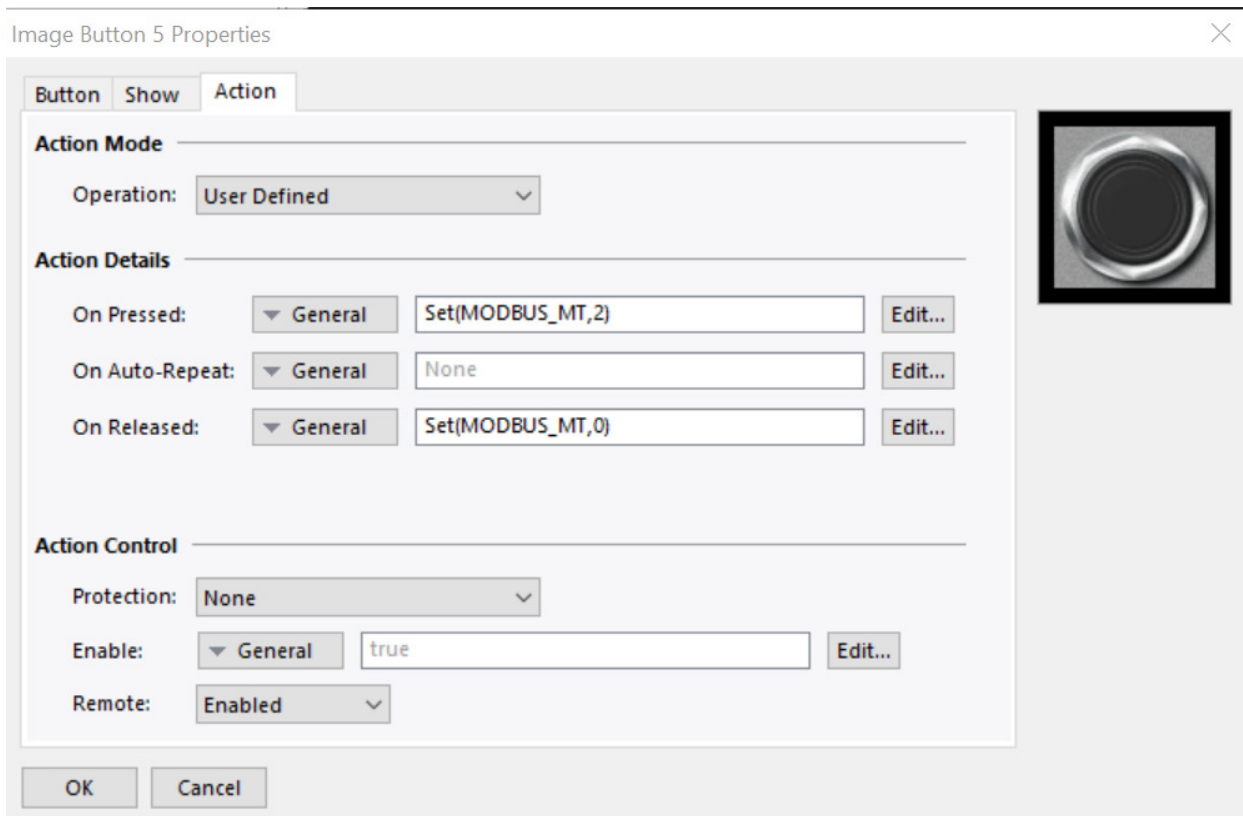 Image Button 5 Properties
Button Show Action
Action Mode
Operation: User Defined
Action Details
On Pressed: General Set(MODBUS_MT,2) Edit...
On Auto-Repeat: General None Edit...
On Released: General Set(MODBUS_MT,0) Edit...
Action Control
Protection: None
Enable: General true Edit...
Remote: Enabled
OK Cancel